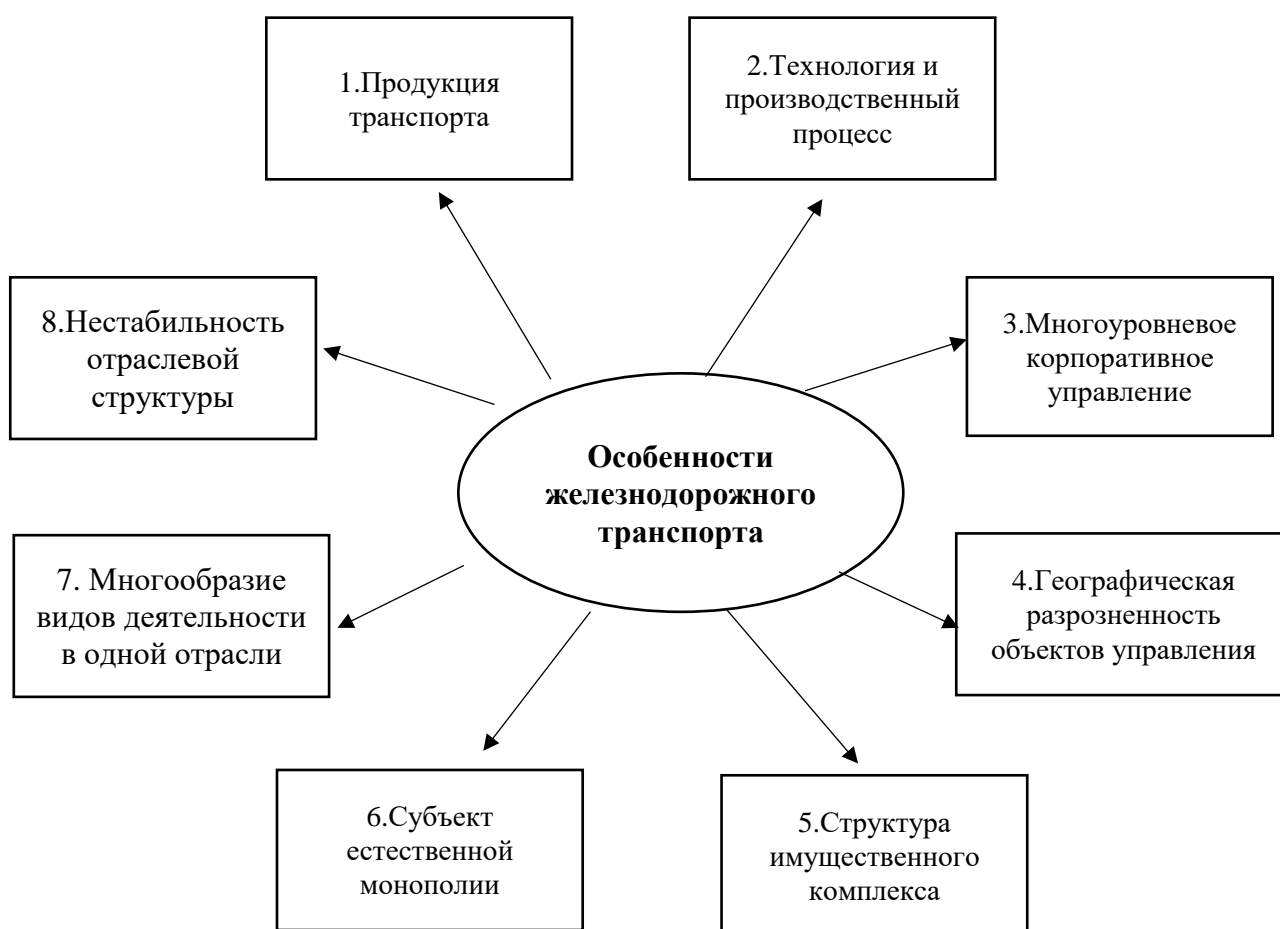 1.Продукция
транспорта
2.Технология и
производственный
процесс
3.Многоуровневое
корпоративное
управление
4.Географическая
разрозненность
объектов управления
5.Структура
имущественного
комплекса
6.Субъект
естественной
монополии
7. Многообразие
видов деятельности
в одной отрасли
8.Нестабильность
отраслевой
структуры
Особенности
железнодорожного
транспорта